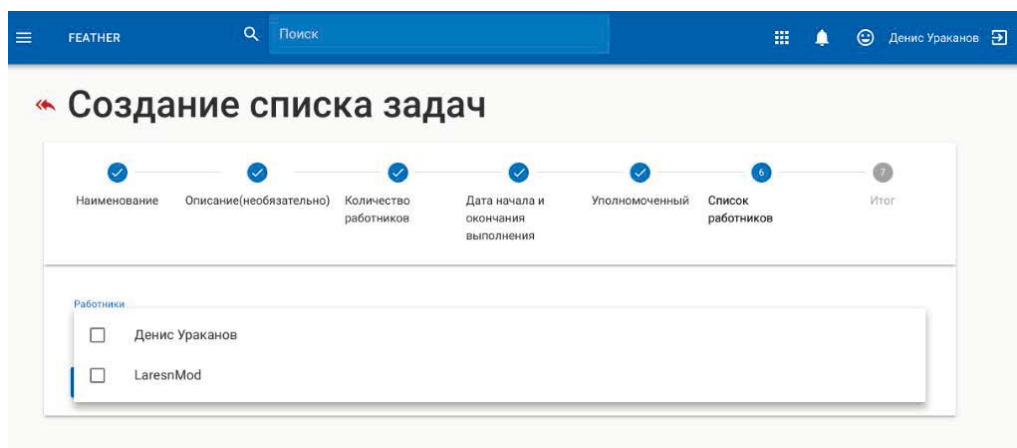 FEATHER
Поиск
Денис Ураканов
Создание списка задач
Наименование
Описание(необязательно)
Количество
работников
Дата начала и
окончания
выполнения
Уполномоченный
6
Список
работников
7
Итог
Работники
Денис Ураканов
LaresnMod